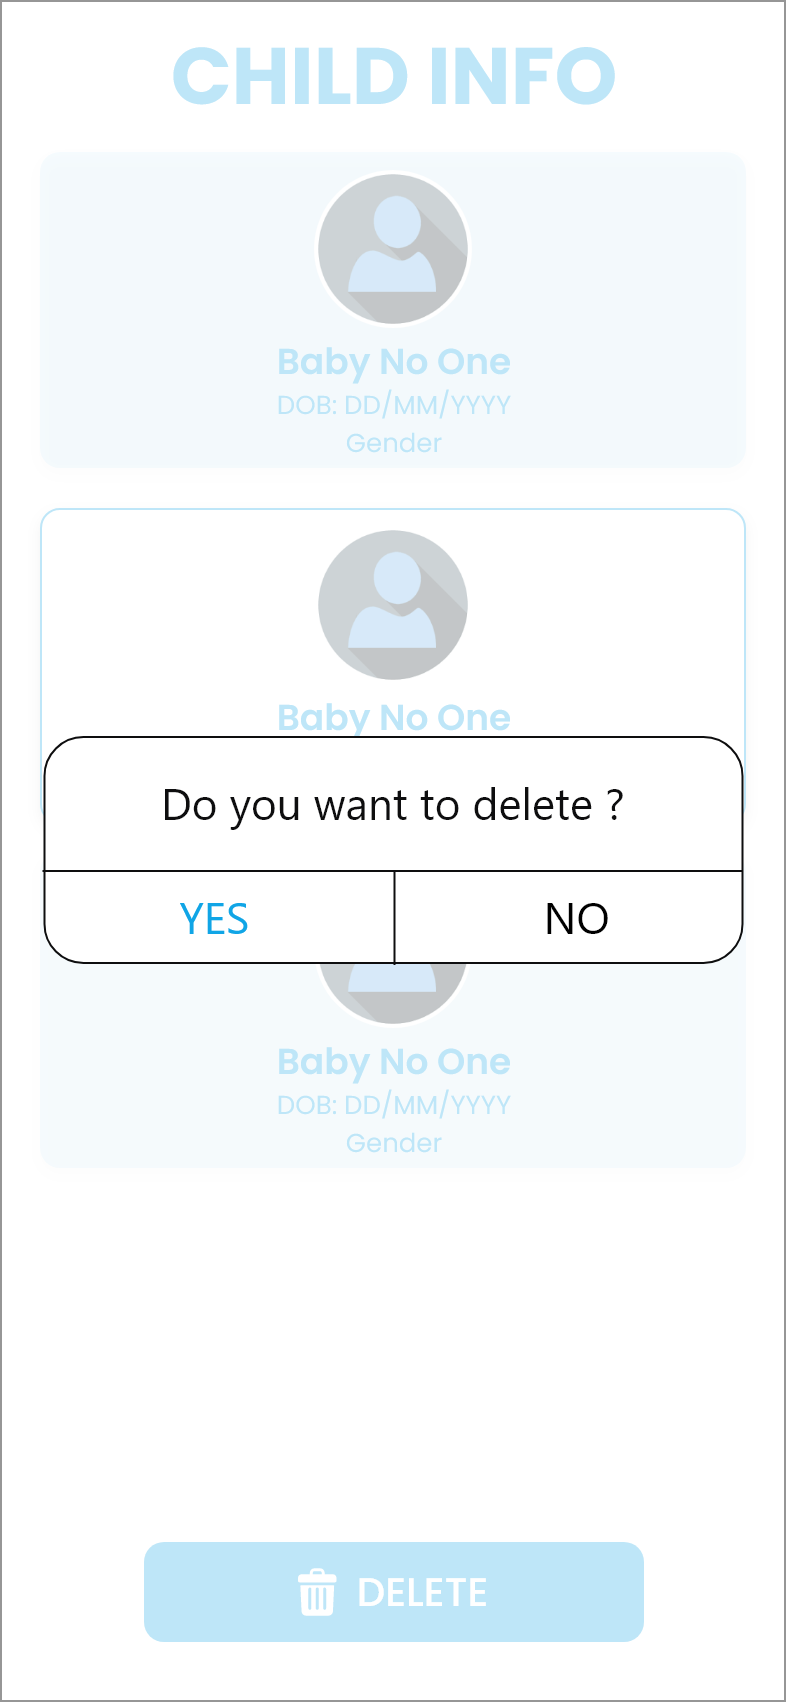 CHILD INFO
Baby No One
DOB: DD/MM/YYYY
Gender
Baby No One
Do you want to delete ?
YES NO
Baby No One
DOB: DD/MM/YYYY
Gender
DELETE